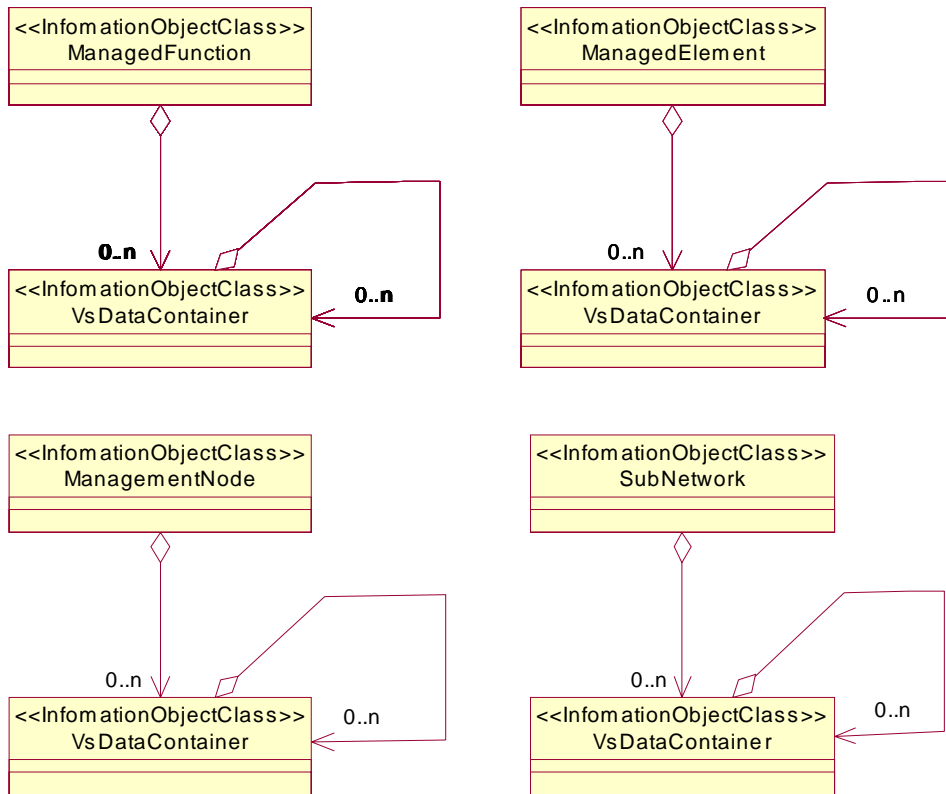 <<InfomationObjectClass>>
ManagedFunction
0..n
0..n
<<InfomationObjectClass>>
VsDataContainer
<<InfomationObjectClass>>
ManagedElement
0..n
0..n
<<InfomationObjectClass>>
VsDataContainer
<<InfomationObjectClass>>
ManagementNode
0..n
0..n
<<InfomationObjectClass>>
VsDataContainer
<<InfomationObjectClass>>
SubNetwork
0..n
0..n
<<InfomationObjectClass>>
VsDataContainer